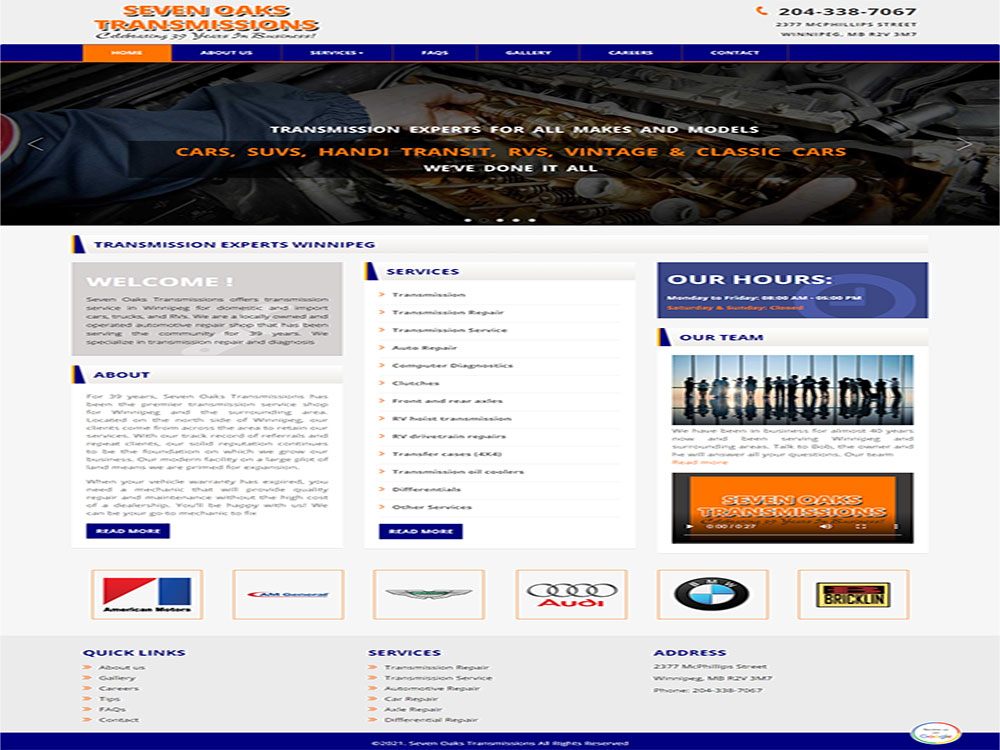 SEVEN OAKS
TRANSMISSIONS
Celebrating 39 Years In Business!
204-338-7067
2377 MCPHILLIPS STREET
WINNIPEG, MB R2V 3M7
HOME ABOUT US SERVICES FAQS GALLERY CAREERS CONTACT
TRANSMISSION EXPERTS FOR ALL MAKES AND MODELS
CARS, SUVS, HANDI TRANSIT, RVS, VINTAGE & CLASSIC CARS
WE'VE DONE IT ALL
TRANSMISSION EXPERTS WINNIPEG
WELCOME !
Seven Oaks Transmissions offers transmission
service in Winnipeg for domestic and import
cars, trucks, and RVs. We are a locally owned and
operated automotive repair shop that has been
serving the community for 39 years. We
specialize in transmission repair and diagnosis
ABOUT
For 39 years, Seven Oaks Transmissions has
been the premier transmission service shop
for Winnipeg and the surrounding area.
Located on the north side of Winnipeg, our
clients come from across the area to retain our
services. With our track record of referrals and
repeat clients, our solid reputation continues
to be the foundation on which we grow our
business. Our modern facility on a large plot of
land means we are primed for expansion.
When your vehicle warranty has expired, you
need a mechanic that will provide quality
repair and maintenance without the high cost
of a dealership. You'll be happy with us! We
can be your go-to mechanic to fix
READ MORE
SERVICES
Transmission
Transmission Repair
Transmission Service
Auto Repair
Computer Diagnostics
Clutches
Front and rear axles
RV hoist transmission
RV drivetrain repairs
Transfer cases (4X4)
Transmission oil coolers
Differentials
Other Services
READ MORE
OUR HOURS:
Monday to Friday: 08:00 AM - 05:00 PM
Saturday & Sunday: Closed
OUR TEAM
We have been in business for almost 40 years
now and been serving Winnipeg and
surrounding areas. Talk to Bob, the owner and
he will answer all your questions. Our team
Read more
SEVEN OAKS
TRANSMISSIONS
Celebrating 39 Years In Business!
0:00 / 0:27
American Motors
AM General
Audi
BMW
BRICKLIN
QUICK LINKS
About us
Gallery
Careers
Tips
FAQs
Contact
SERVICES
Transmission Repair
Transmission Service
Automotive Repair
Car Repair
Axle Repair
Differential Repair
ADDRESS
2377 McPhillips Street
Winnipeg, MB R2V 3M7
Phone: 204-338-7067
©2021. Seven Oaks Transmissions All Rights Reserved
Review us
on
Google